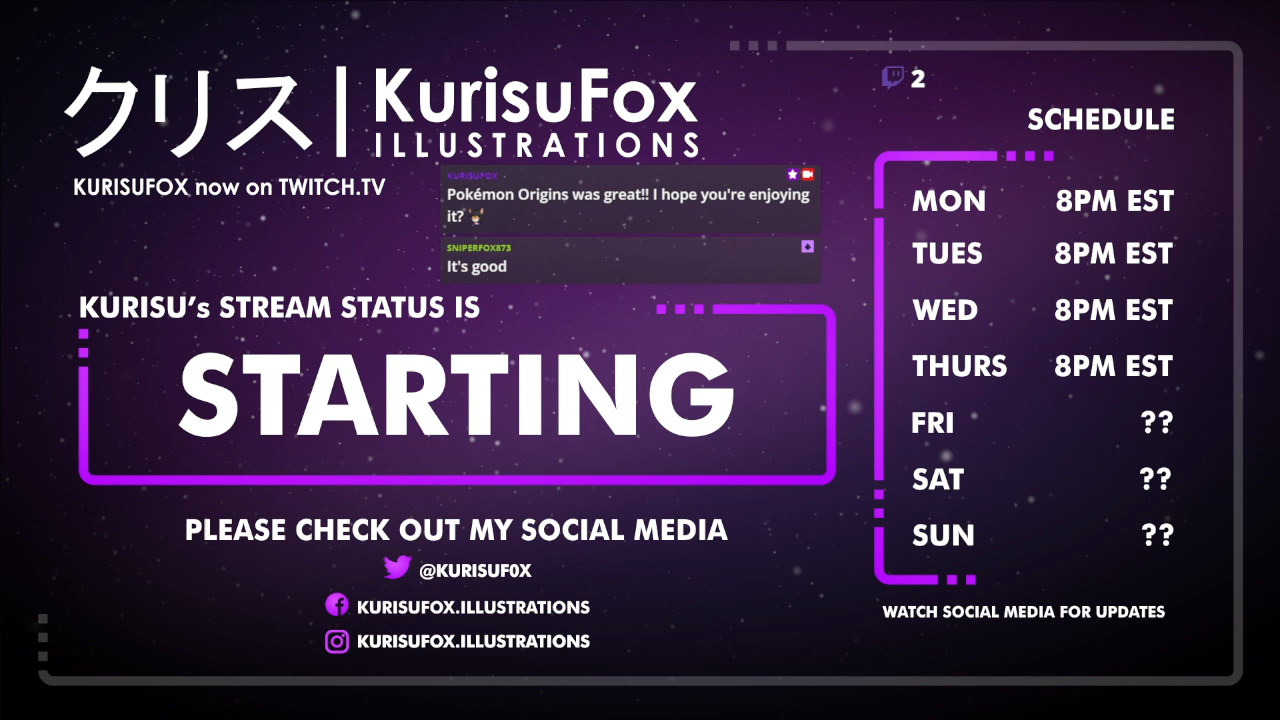 クリス | KurisuFox
ILLUSTRATIONS
KURISUFOX now on TWITCH.TV
KURISUFOX
Pokémon Origins was great!! I hope you're enjoying
it?
SNIPERFOX873
It's good
KURISU’s STREAM STATUS IS
STARTING
PLEASE CHECK OUT MY SOCIAL MEDIA
@KURISUF0X
KURISUFOX.ILLUSTRATIONS
KURISUFOX.ILLUSTRATIONS
2
SCHEDULE
MON 8PM EST
TUES 8PM EST
WED 8PM EST
THURS 8PM EST
FRI ??
SAT ??
SUN ??
WATCH SOCIAL MEDIA FOR UPDATES